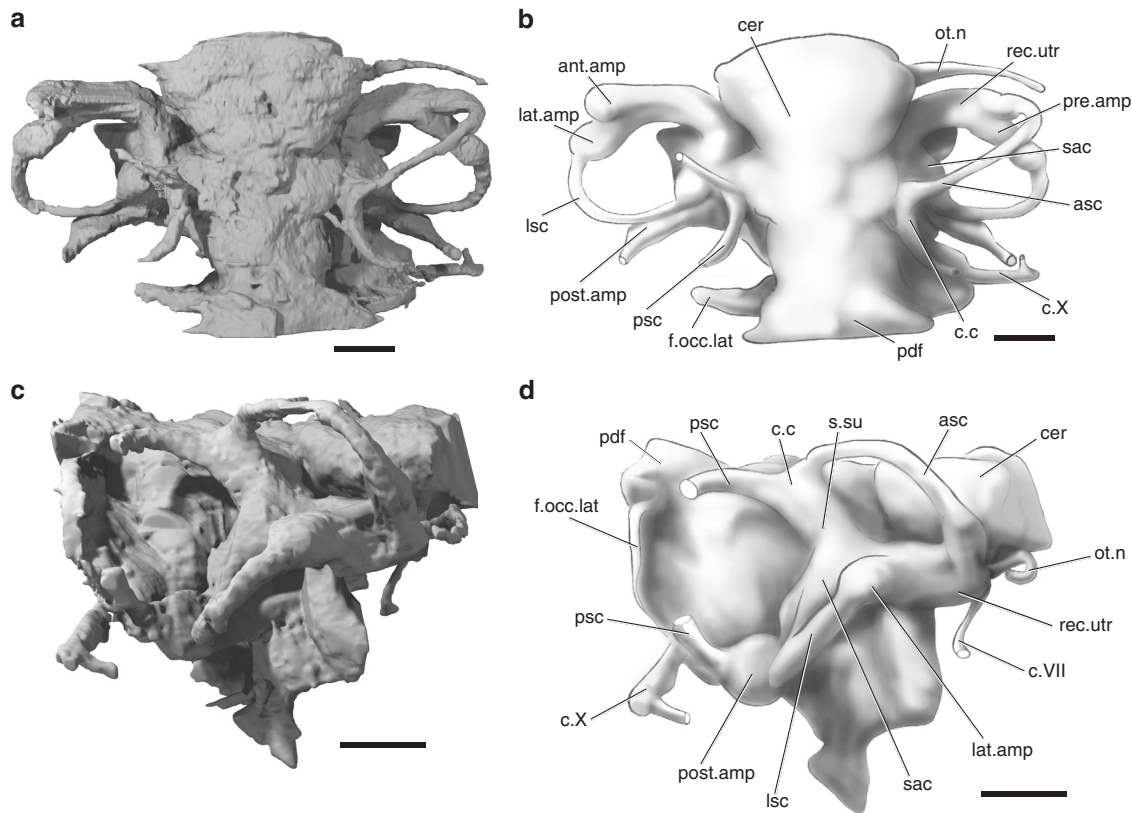 a
b
cer
ot.n
rec.utr
ant.amp
pre.amp
lat.amp
sac
asc
lsc
post.amp
psc
f.occ.lat
pdf
c.c
c.X
c
d
pdf
psc
c.c
s.su
asc
cer
f.occ.lat
ot.n
psc
rec.utr
c.VII
c.X
lat.amp
post.amp
sac
lsc